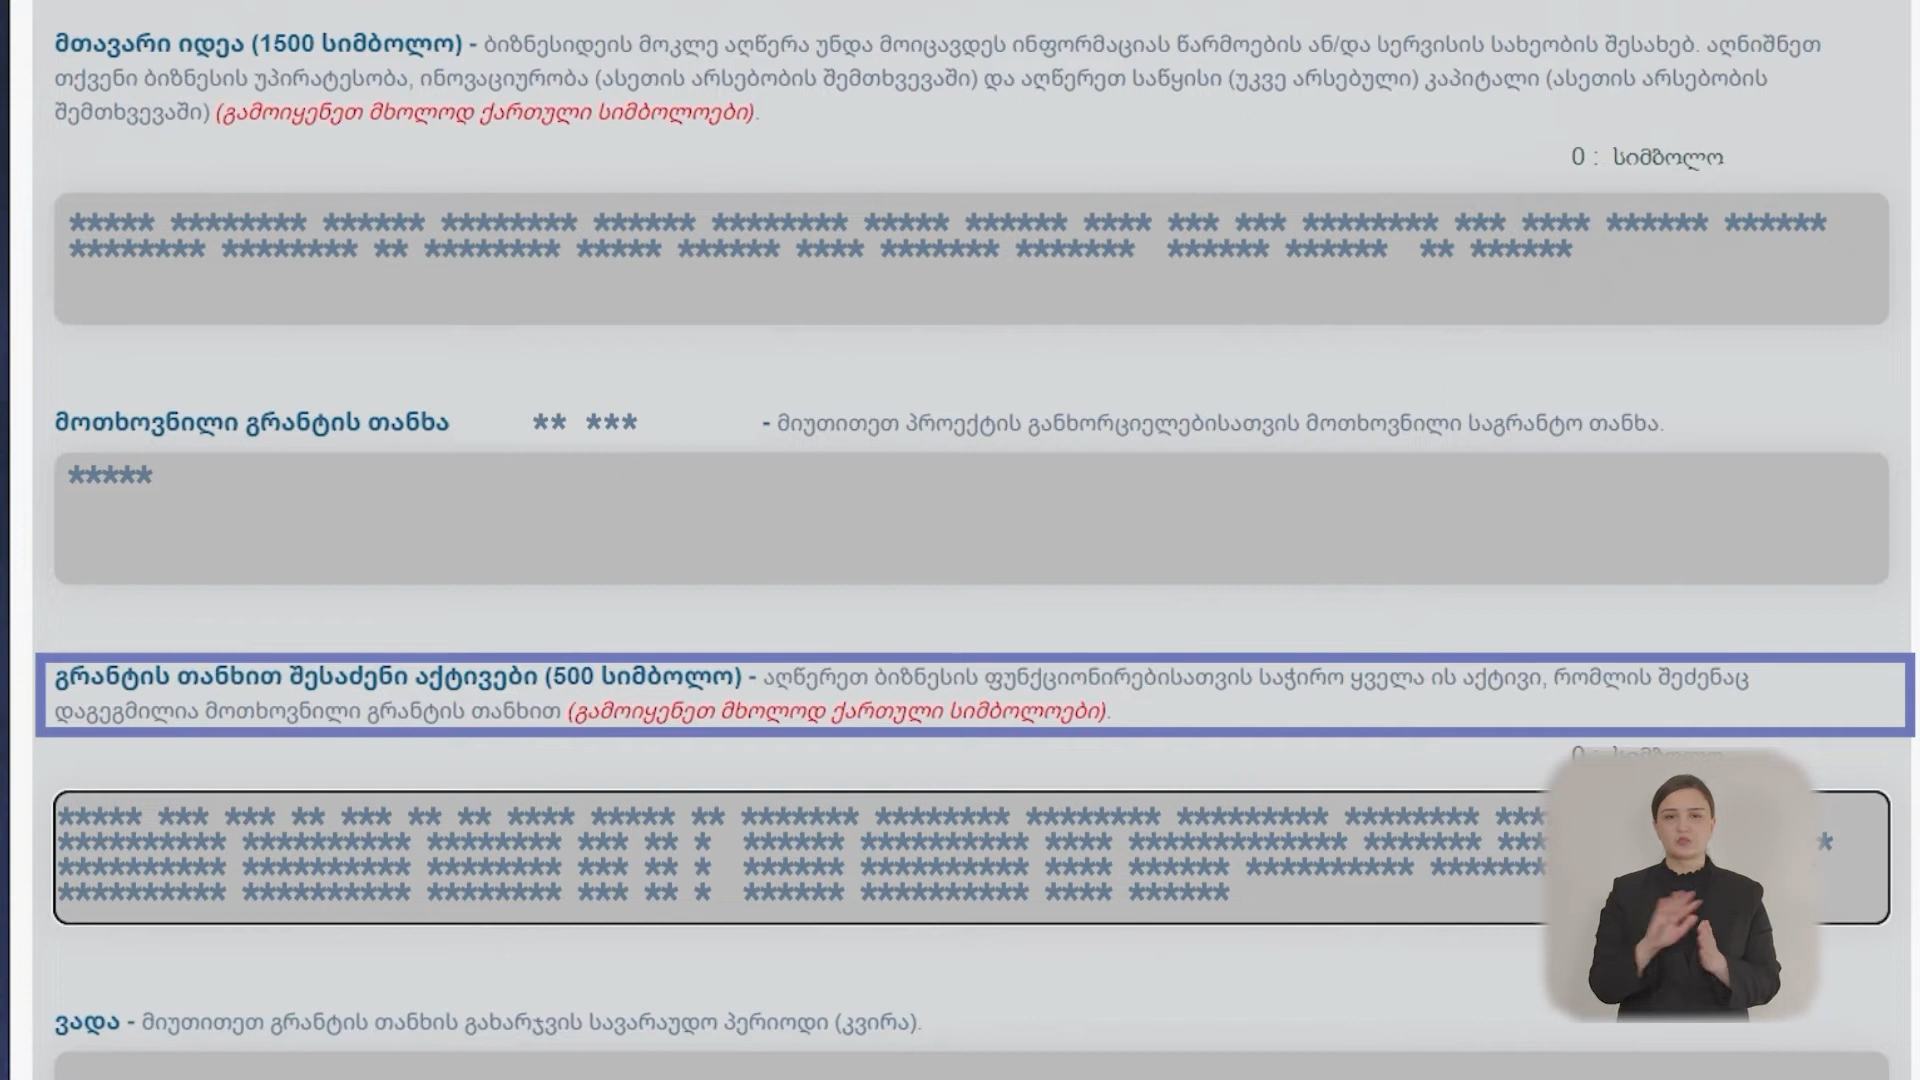 მთავარი იდეა (1500 სიმბოლო) - ბიზნესიდეის მოკლე აღწერა უნდა მოიცავდეს ინფორმაციას წარმოების ან/და სერვისის სახეობის შესახებ. აღნიშნეთ
თქვენი ბიზნესის უპირატესობა, ინოვაციურობა (ასეთის არსებობის შემთხვევაში) და აღწერეთ საწყისი (უკვე არსებული) კაპიტალი (ასეთის არსებობის
შემთხვევაში) (გამოიყენეთ მხოლოდ ქართული სიმბოლოები).
0 : სიმბოლო
***** ******** ****** ******** ****** ******** ***** ****** **** *** *** ******** *** **** ****** ******
******** ******** ** ******** ***** ****** **** ******* ******* ****** ****** ** ******
მოთხოვნილი გრანტის თანხა ** *** - მიუთითეთ პროექტის განხორციელებისათვის მოთხოვნილი საგრანტო თანხა.
*****
გრანტის თანხით შესაძენი აქტივები (500 სიმბოლო) - აღწერეთ ბიზნესის ფუნქციონირებისათვის საჭირო ყველა ის აქტივი, რომლის შეძენაც
დაგეგმილია მოთხოვნილი გრანტის თანხით (გამოიყენეთ მხოლოდ ქართული სიმბოლოები).
0 : სიმბოლო
***** *** *** ** *** ** ** **** ***** ** ******* ******** ******** ********* ******** ***
********** ********** ******** *** ** * ****** ********** **** ************* ******* *** *
********** ********** ******** *** ** * ****** ********** **** ****** ********** *******
********** ********** ******** *** ** * ****** ********** **** ******
ვადა - მიუთითეთ გრანტის თანხის გახარჯვის სავარაუდო პერიოდი (კვირა).